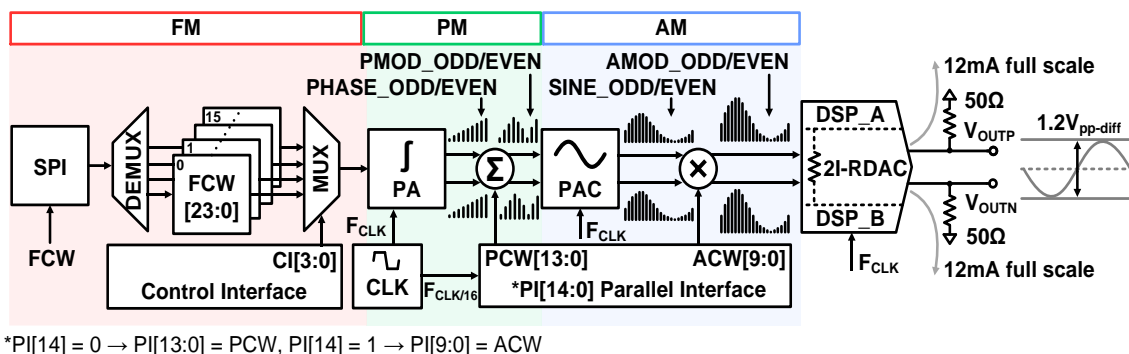 FM
PM
AM
PMOD_ODD/EVEN
PHASE_ODD/EVEN
AMOD_ODD/EVEN
SINE_ODD/EVEN
12mA full scale
50Ω
SPI
DEMUX
15
1
0
FCW
[23:0]
MUX
∫
PA
Σ
PAC
×
DSP_A
2I-RDAC
DSP_B
VOUTP
1.2Vpp-diff
VOUTN
50Ω
12mA full scale
FCW
CI[3:0]
Control Interface
FCLK
CLK
FCLK/16
FCLK
PCW[13:0]
ACW[9:0]
*PI[14:0] Parallel Interface
FCLK
*PI[14] = 0 → PI[13:0] = PCW, PI[14] = 1 → PI[9:0] = ACW